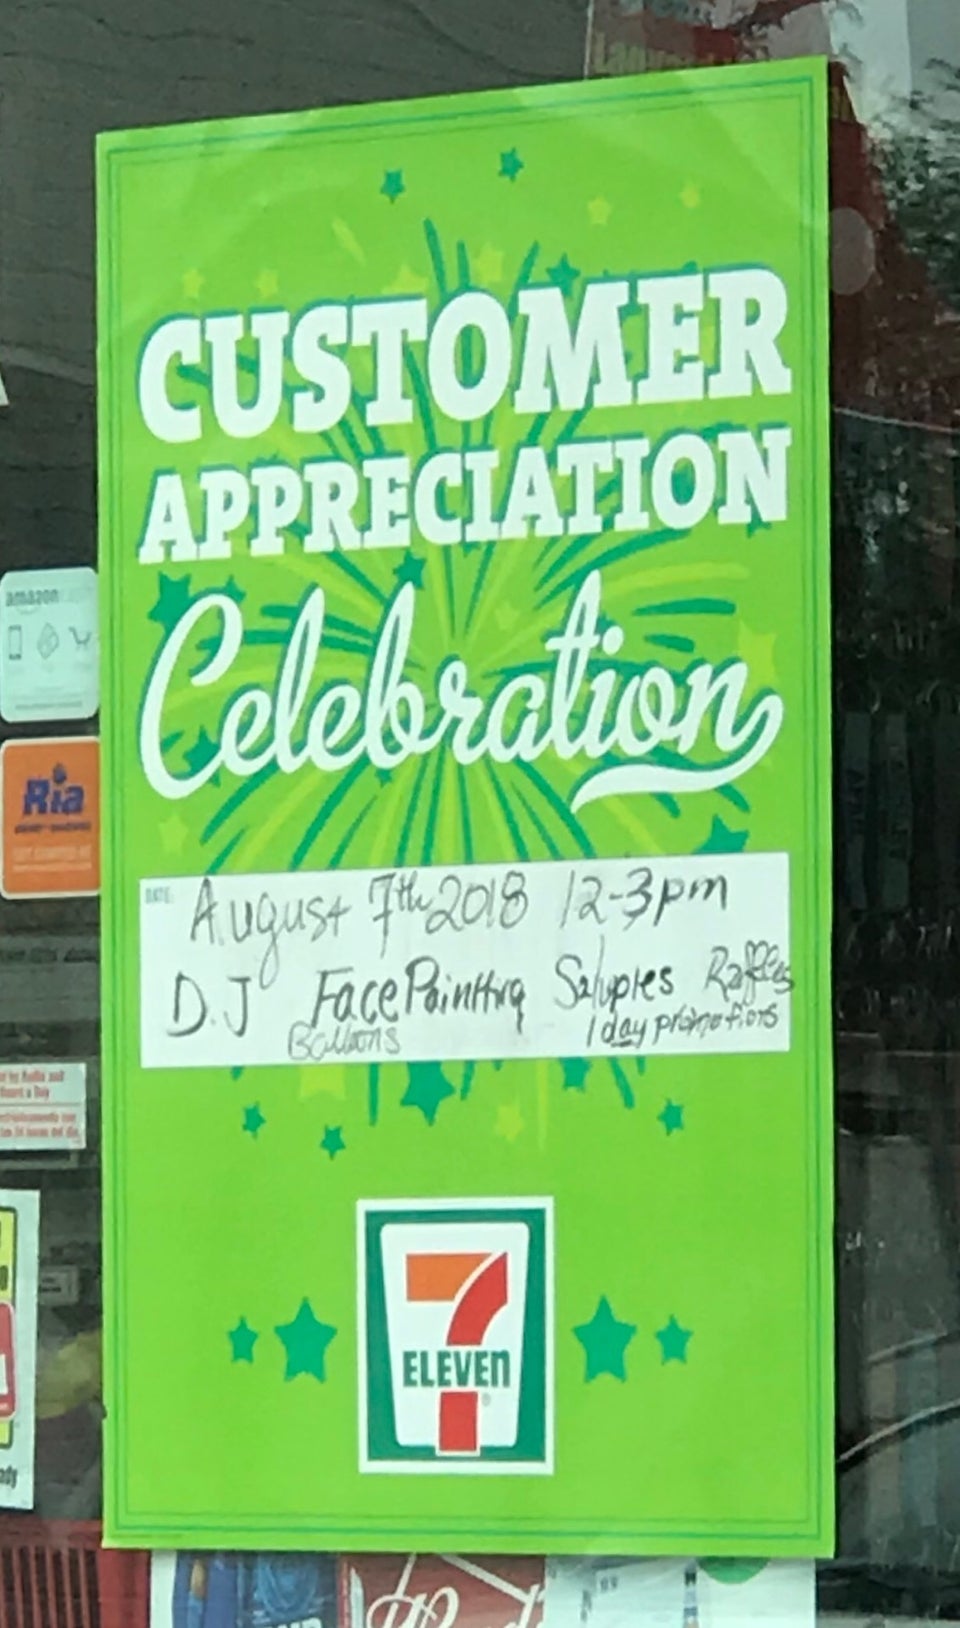 CUSTOMER
APPRECIATION
Celebration
DATE:
August 7th 2018 12-3pm
D.J Face Painting Samples Raffles
Balloons 1 day promotions
7
ELEVEN
amazon
Ria